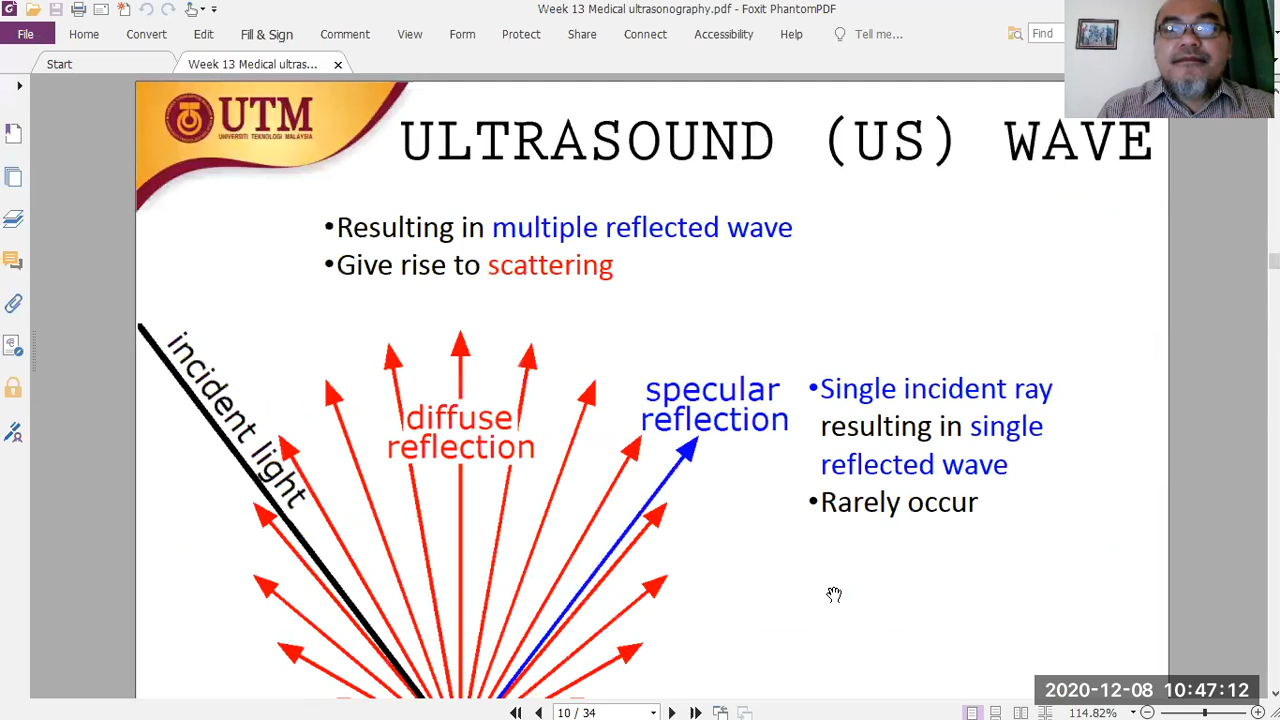 Week 13 Medical ultrasonography.pdf - Foxit PhantomPDF
File Home Convert Edit Fill & Sign Comment View Form Protect Share Connect Accessibility Help Tell me... Find
Start Week 13 Medical ultras...
UTM
UNIVERSITI TEKNOLOGI MALAYSIA
ULTRASOUND (US) WAVE
•Resulting in multiple reflected wave
•Give rise to scattering
incident light
diffuse
reflection
specular
reflection
•Single incident ray
resulting in single
reflected wave
•Rarely occur
2020-12-08 10:47:12
10 / 34
114.82%